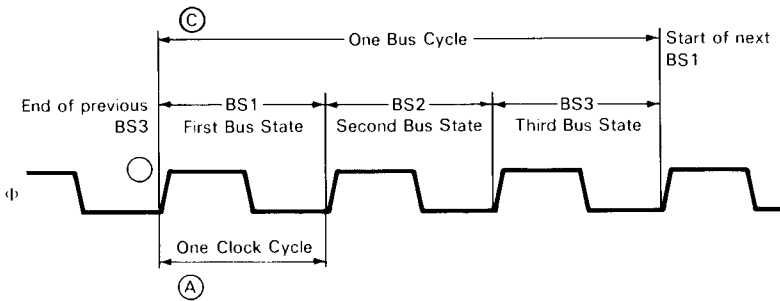 C
One Bus Cycle
Start of next
BS1
End of previous
BS3
BS1
First Bus State
BS2
Second Bus State
BS3
Third Bus State
Φ
One Clock Cycle
A